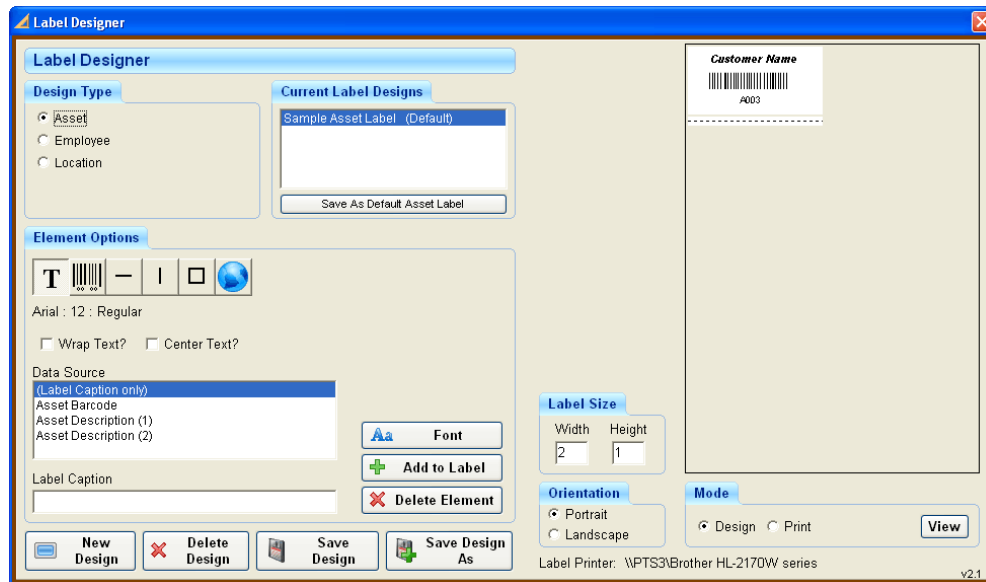 Label Designer
Label Designer
Design Type
Asset
Employee
Location
Current Label Designs
Sample Asset Label (Default)
Save As Default Asset Label
Element Options
T
Arial : 12 : Regular
Wrap Text? Center Text?
Data Source
(Label Caption only)
Asset Barcode
Asset Description (1)
Asset Description (2)
Label Caption
Aa Font
Add to Label
Delete Element
New Design
Delete Design
Save Design
Save Design As
Customer Name
A003
Label Size
Width Height
2 1
Orientation
Portrait
Landscape
Mode
Design Print
View
Label Printer: \\PTS3\Brother HL-2170W series
v2.1